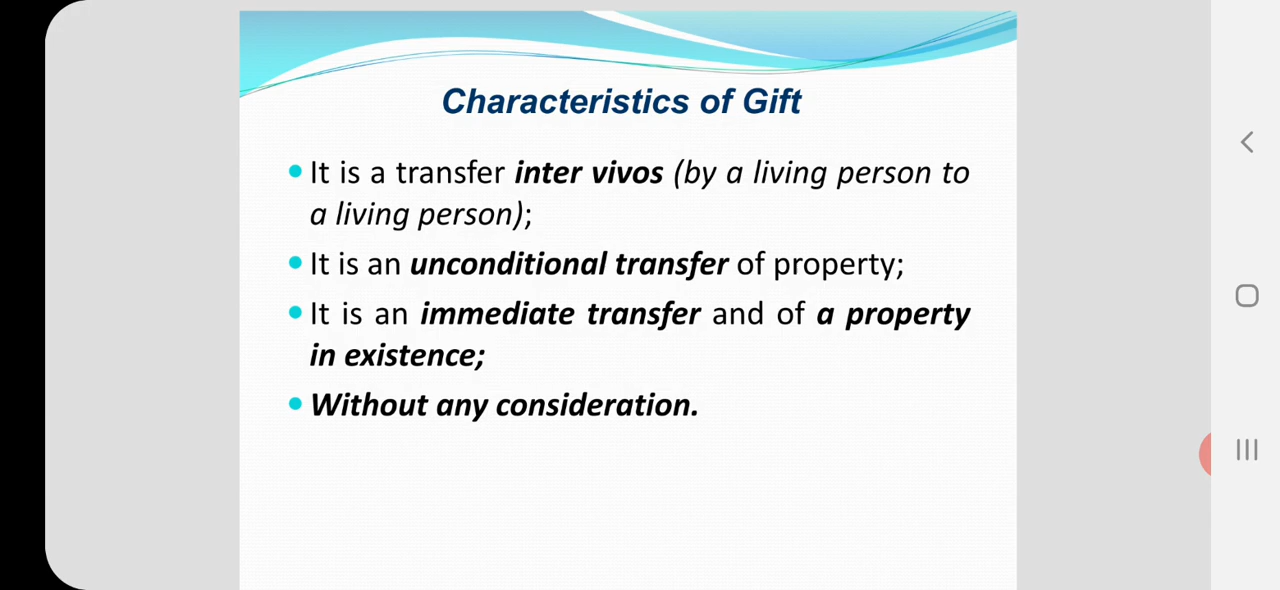 Characteristics of Gift
It is a transfer inter vivos (by a living person to
a living person);
It is an unconditional transfer of property;
It is an immediate transfer and of a property
in existence;
Without any consideration.